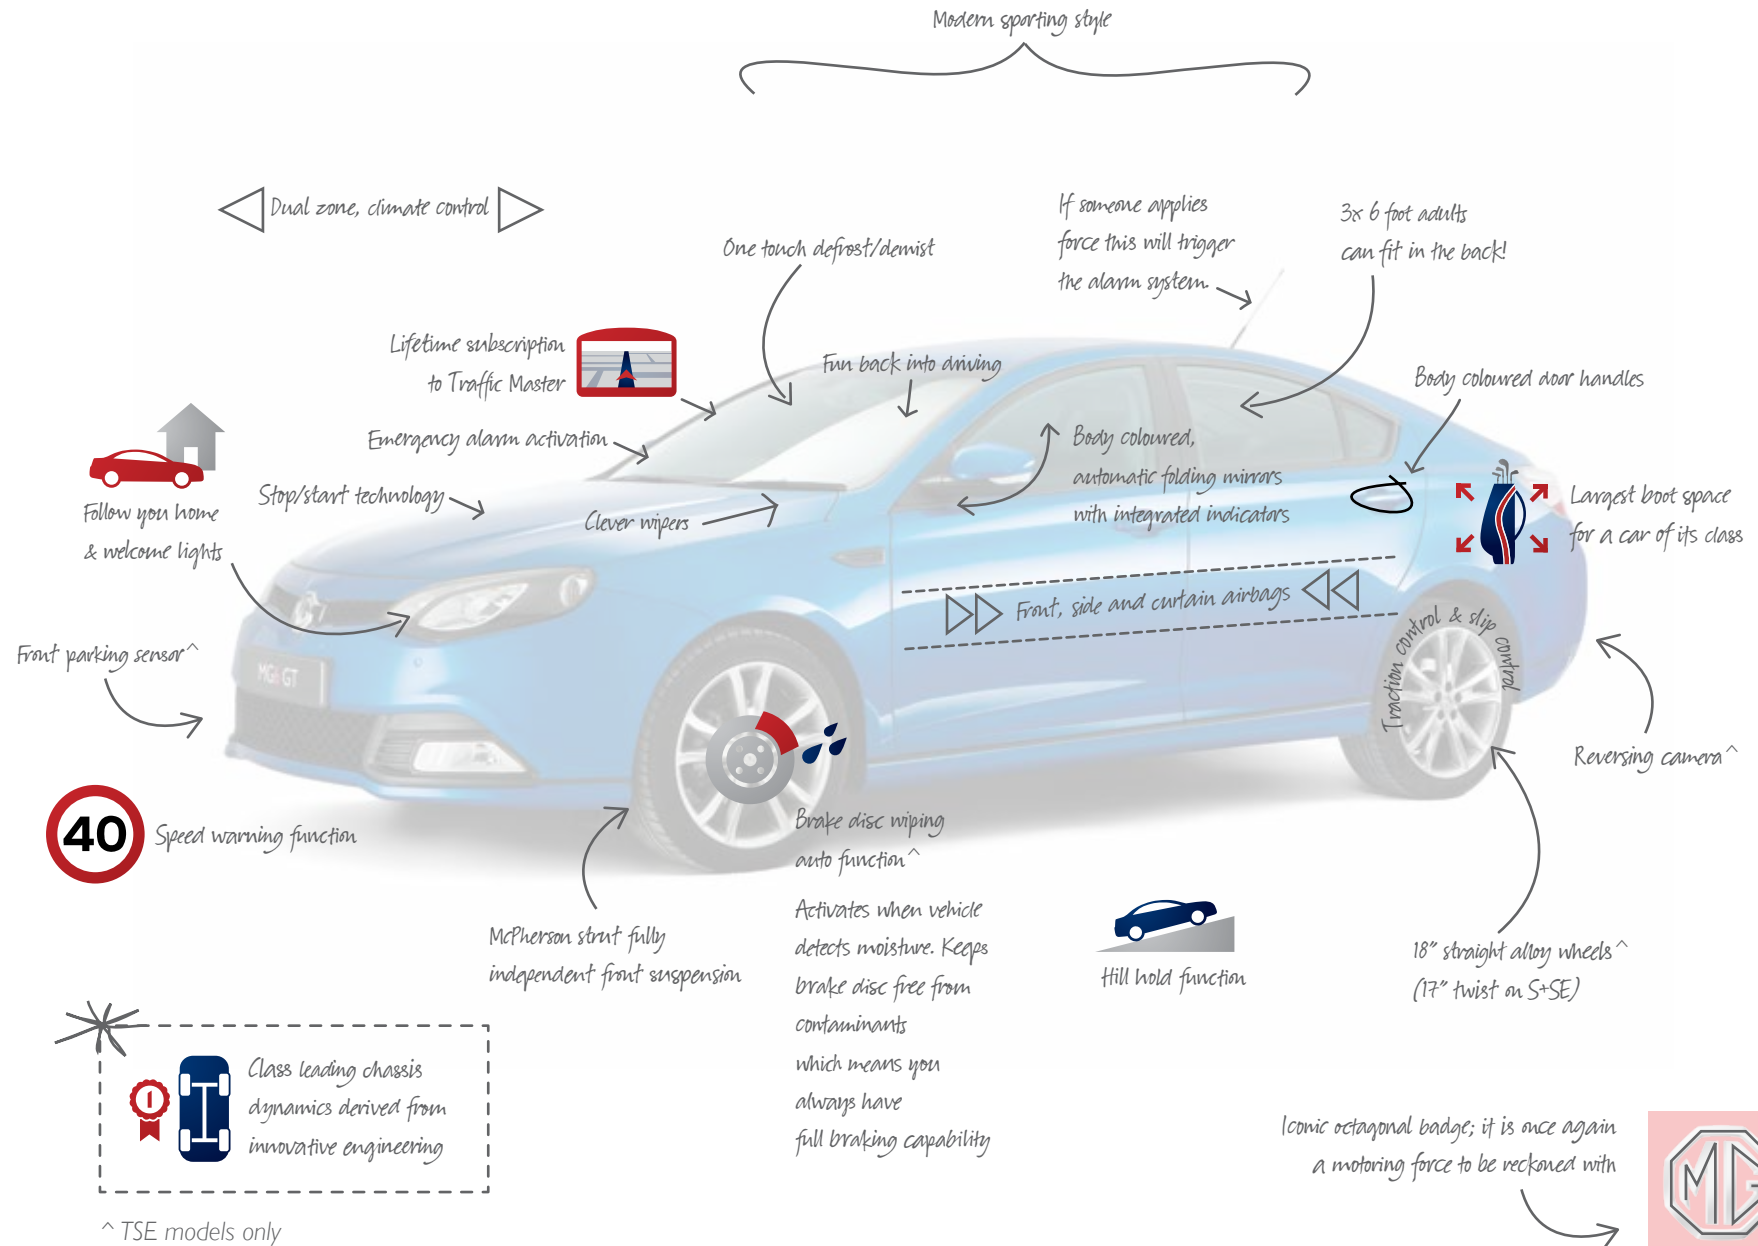 Modern sporting style
Dual zone, climate control
If someone applies
force this will trigger
the alarm system.
3x 6 foot adults
can fit in the back!
One touch defrost/demist
Lifetime subscription
to Traffic Master
Fun back into driving
Body coloured door handles
Emergency alarm activation
Body coloured,
automatic folding mirrors
with integrated indicators
Stop/start technology
Clever wipers
Largest boot space
for a car of its class
Follow you home
& welcome lights
Front, side and curtain airbags
Traction control & slip control
Front parking sensor^
MG6 GT
Reversing camera^
40
Speed warning function
Brake disc wiping
auto function^
Activates when vehicle
detects moisture. Keeps
brake disc free from
contaminants
which means you
always have
full braking capability
McPherson strut fully
independent front suspension
Hill hold function
18" straight alloy wheels^
(17" twist on S+SE)
1
Class leading chassis
dynamics derived from
innovative engineering
Iconic octagonal badge; it is once again
a motoring force to be reckoned with
MG
^ TSE models only